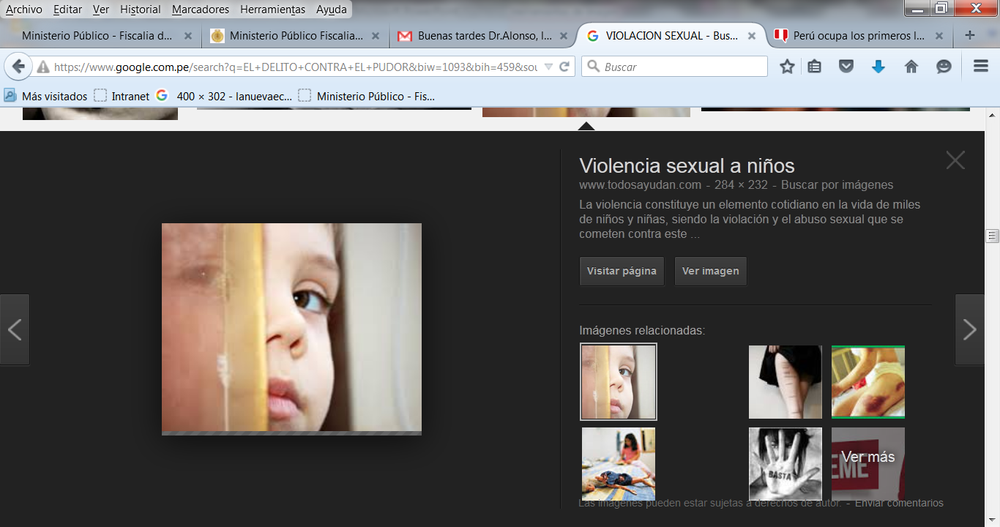 Archivo Editar Ver Historial Marcadores Herramientas Ayuda
Ministerio Público - Fiscalia d... Ministerio Público Fiscalia... Buenas tardes Dr.Alonso, l... VIOLACION SEXUAL - Bus... Perú ocupa los primeros l...
https://www.google.com.pe/search?q=EL+DELITO+CONTRA+EL+PUDOR&biw=1093&bih=459&sou Buscar
Más visitados Intranet 400 × 302 - lanuevaec... Ministerio Público - Fis...
Violencia sexual a niños
www.todosayudan.com - 284 × 232 - Buscar por imágenes
La violencia constituye un elemento cotidiano en la vida de miles
de niños y niñas, siendo la violación y el abuso sexual que se
cometen contra este ...
Visitar página Ver imagen
Imágenes relacionadas:
BASTA
EME
Ver más
Las imágenes pueden estar sujetas a derechos de autor. - Enviar comentarios